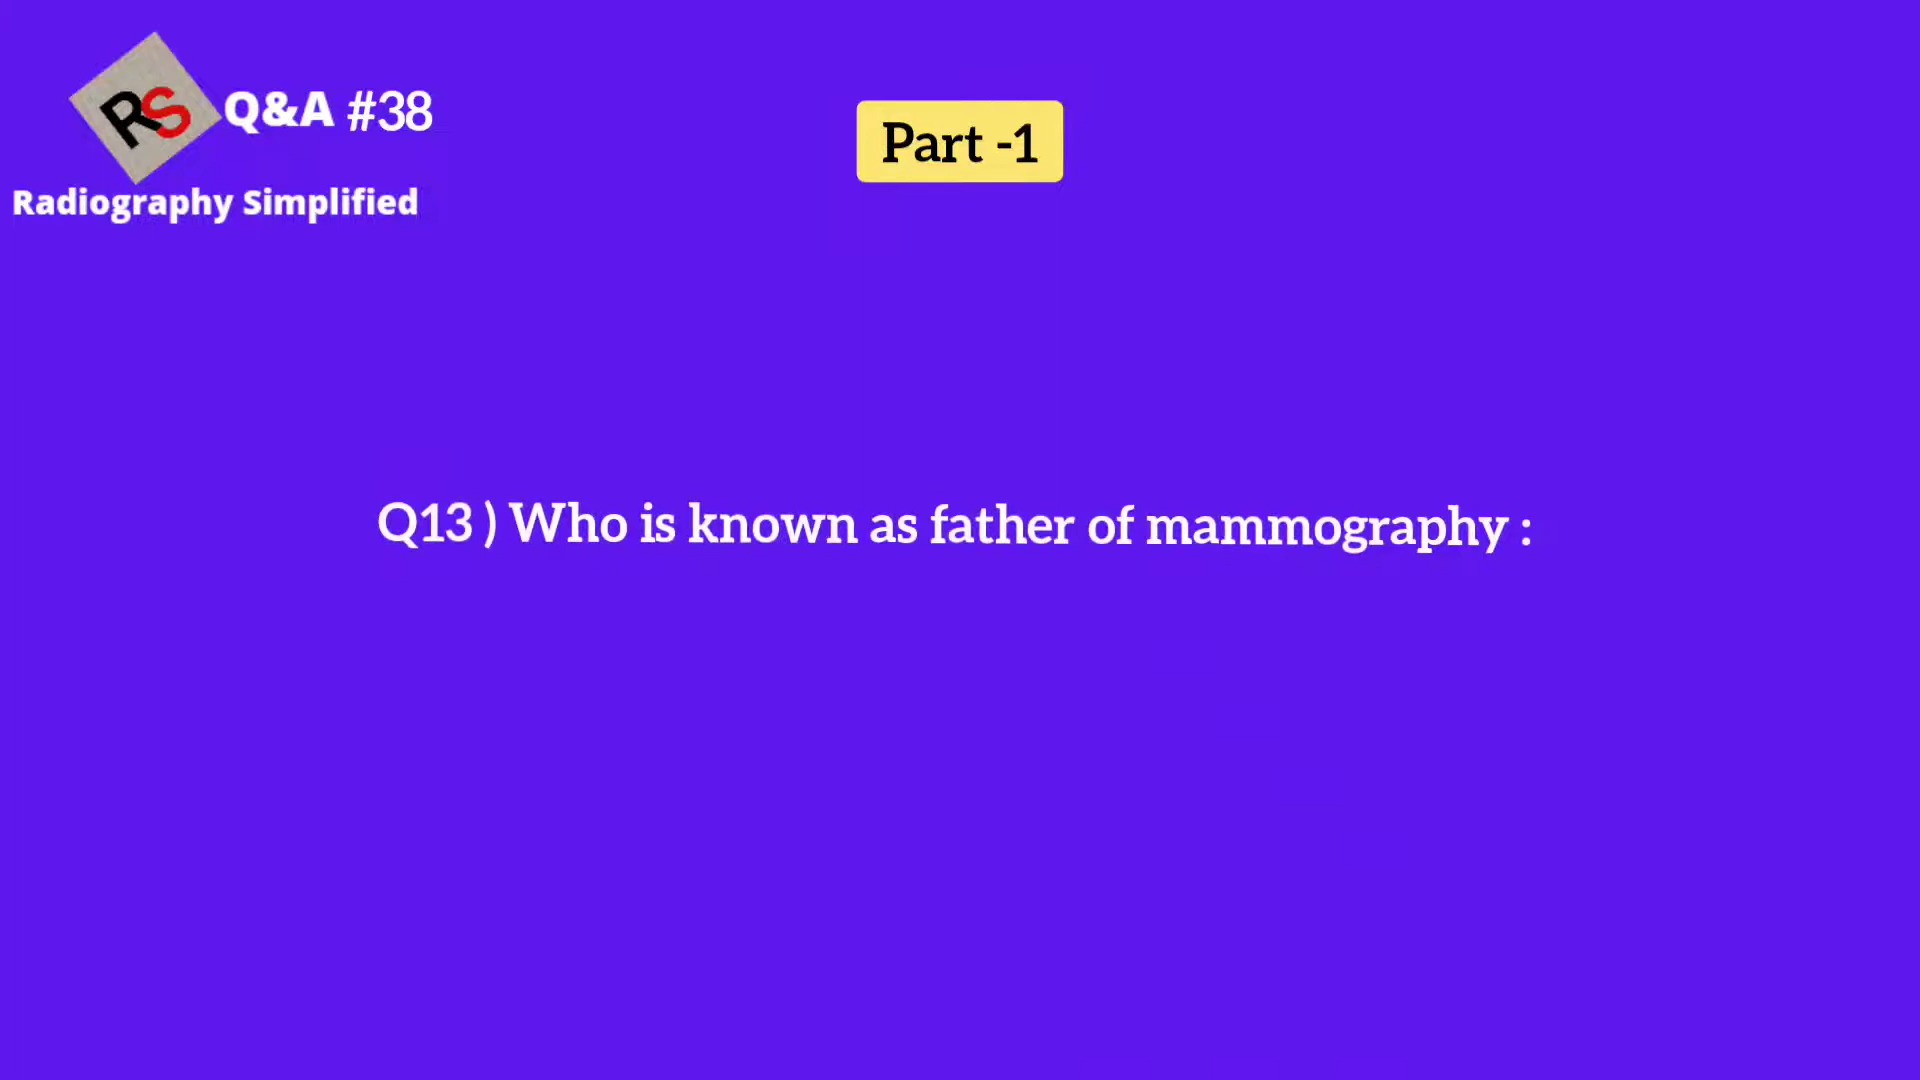 RS
Q&A #38
Radiography Simplified
Part -1
Q13 ) Who is known as father of mammography :